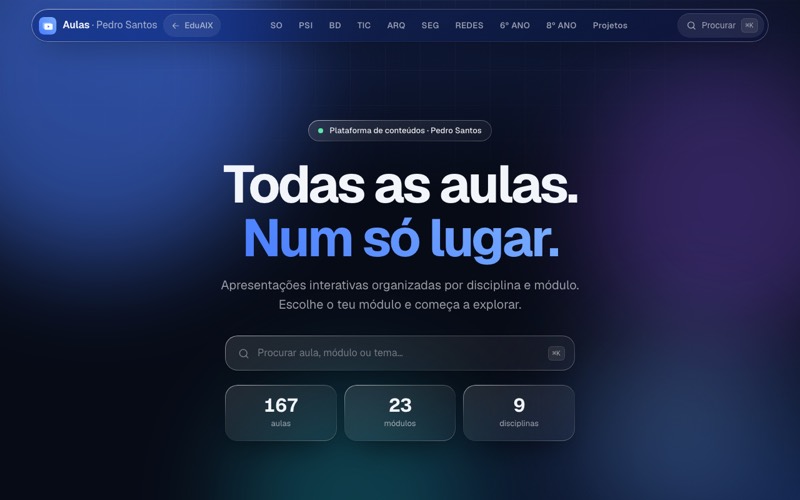 Aulas · Pedro Santos
← EduAIX
SO
PSI
BD
TIC
ARQ
SEG
REDES
6º ANO
8º ANO
Projetos
Procurar
⌘K
Plataforma de conteúdos · Pedro Santos
Todas as aulas.
Num só lugar.
Apresentações interativas organizadas por disciplina e módulo.
Escolhe o teu módulo e começa a explorar.
Procurar aula, módulo ou tema...
⌘K
167
aulas
23
módulos
9
disciplinas